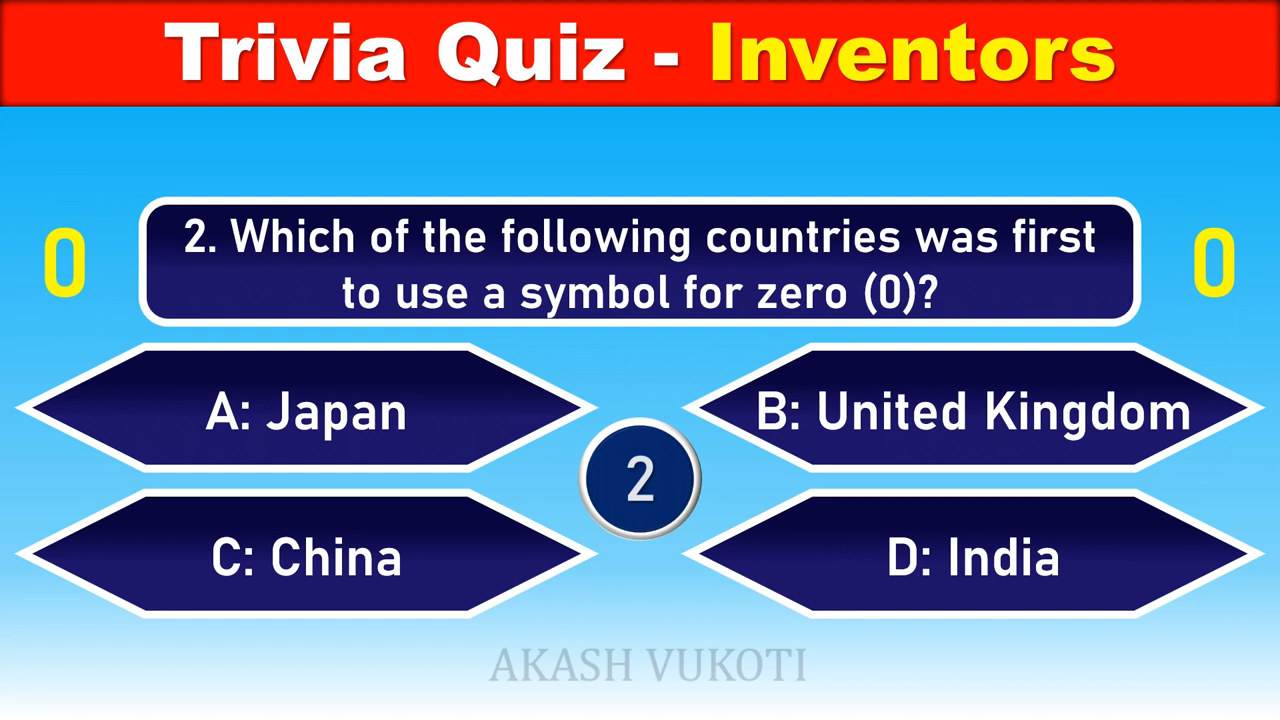 Trivia Quiz - Inventors
0
2. Which of the following countries was first
to use a symbol for zero (0)?
0
A: Japan
B: United Kingdom
2
C: China
D: India
AKASH VUKOTI